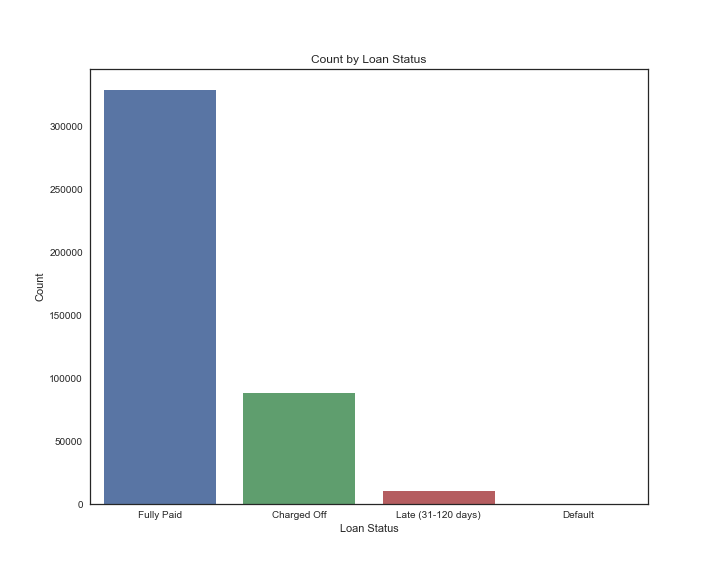 Count by Loan Status
300000
250000
200000
150000
100000
50000
0
Count
Fully Paid
Charged Off
Late (31-120 days)
Default
Loan Status